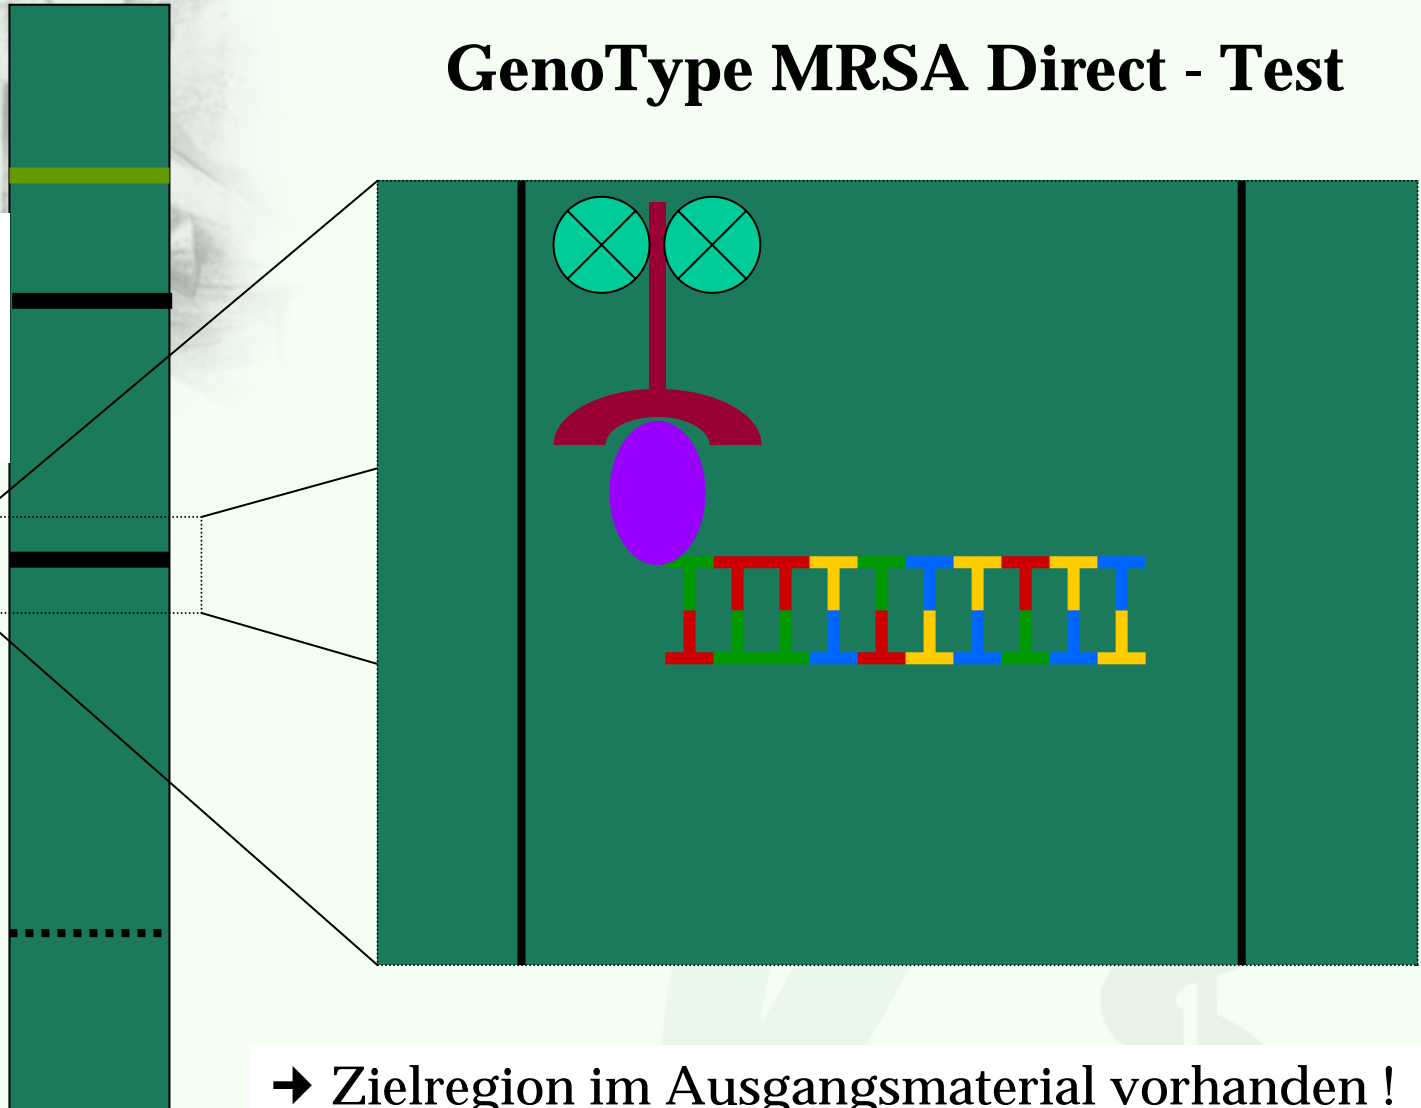 GenoType MRSA Direct - Test
➔ Zielregion im Ausgangsmaterial vorhanden !